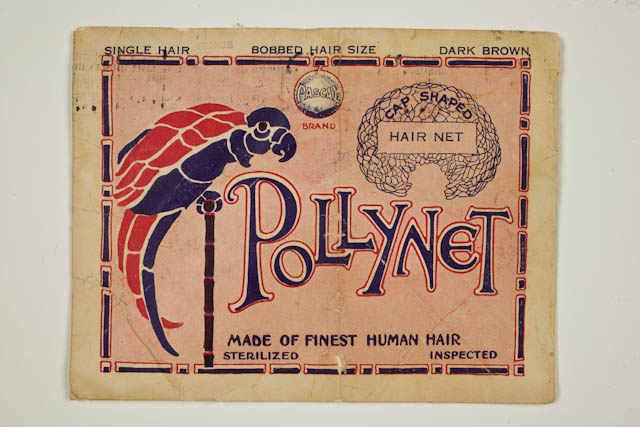 SINGLE HAIR BOBBED HAIR SIZE DARK BROWN
PASCAL
BRAND
CAP SHAPED
HAIR NET
POLLYNET
MADE OF FINEST HUMAN HAIR
STERILIZED INSPECTED